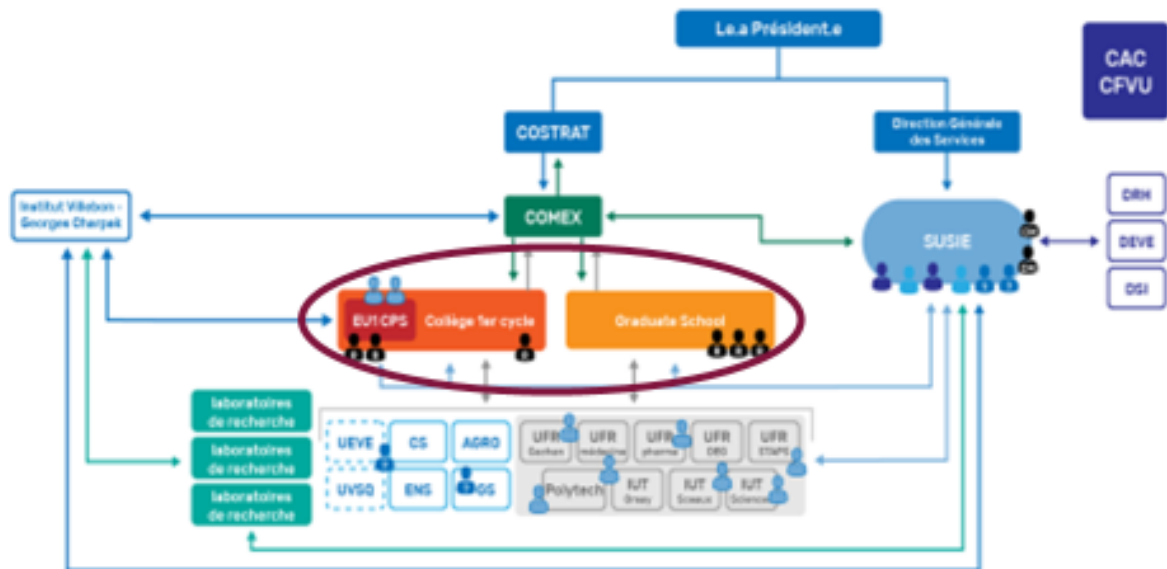 Le.a Président.e
CAC
CFVU
COSTRAT
Direction Générale
des Services
Institut Villebon -
Georges Charpak
COMEX
SUSIE
DRH
DEVE
DSI
EU1 CPS
Collège 1er cycle
Graduate School
laboratoires
de recherche
laboratoires
de recherche
laboratoires
de recherche
UEVE
CS
AGRO
UFR
UFR
médecine
UFR
pharma
UFR
UFR
STAPS
UVSQ
ENS
Polytech
IUT
Orsay
IUT
Sceaux
IUT